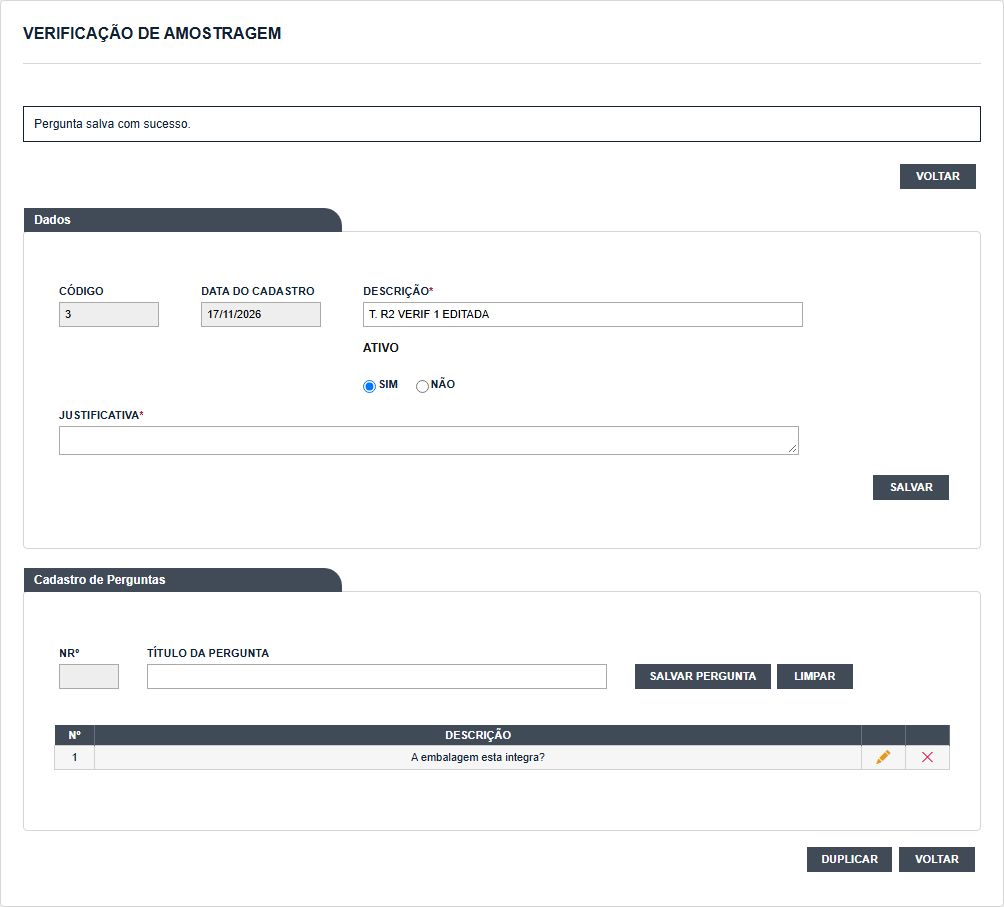 VERIFICAÇÃO DE AMOSTRAGEM
Pergunta salva com sucesso.
VOLTAR
Dados
CÓDIGO DATA DO CADASTRO DESCRIÇÃO*
3 17/11/2026 T. R2 VERIF 1 EDITADA
ATIVO
SIM NÃO
JUSTIFICATIVA*
SALVAR
Cadastro de Perguntas
NRº TÍTULO DA PERGUNTA
SALVAR PERGUNTA LIMPAR
Nº DESCRIÇÃO
1 A embalagem esta integra?
DUPLICAR VOLTAR